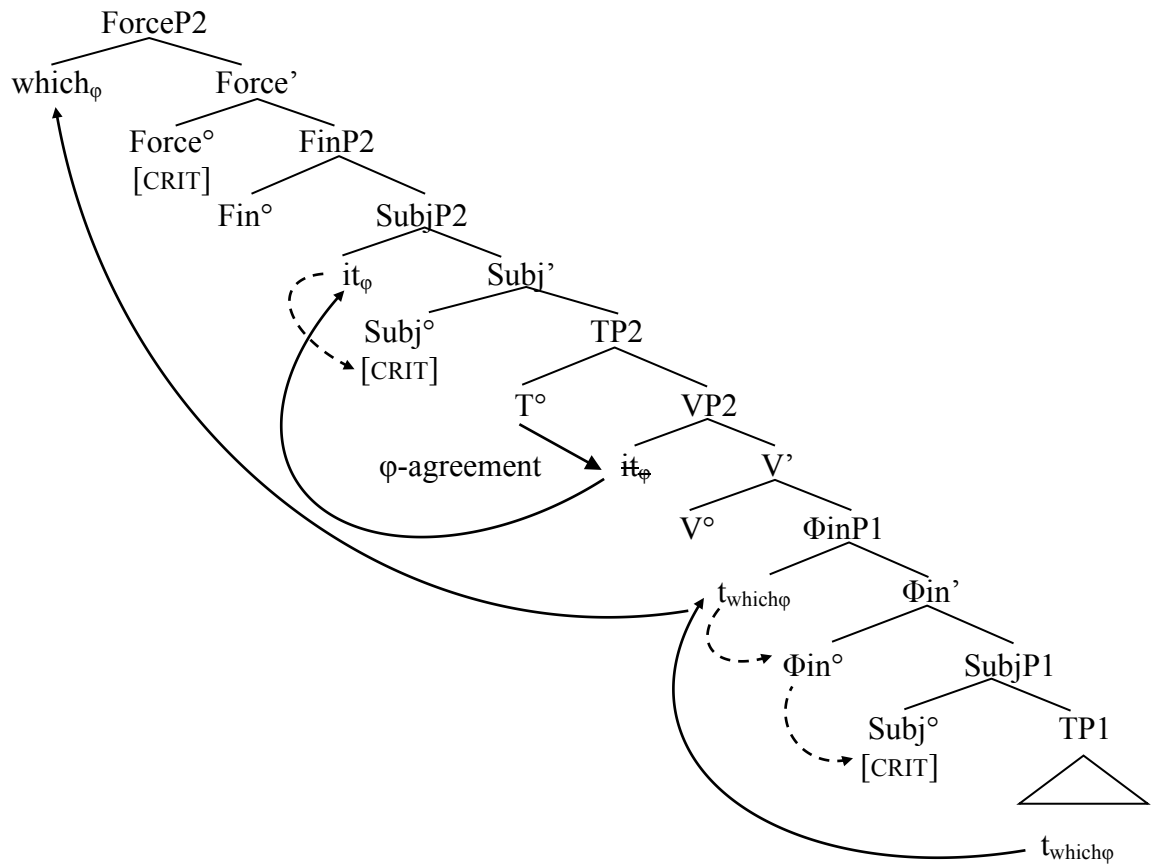 ForceP2
whichφ Force’
Force° FinP2
[CRIT]
Fin° SubjP2
itφ Subj’
Subj° TP2
[CRIT]
T° VP2
φ-agreement itφ V’
V° ΦinP1
twhichφ Φin’
Φin° SubjP1
Subj° TP1
[CRIT]
twhichφ